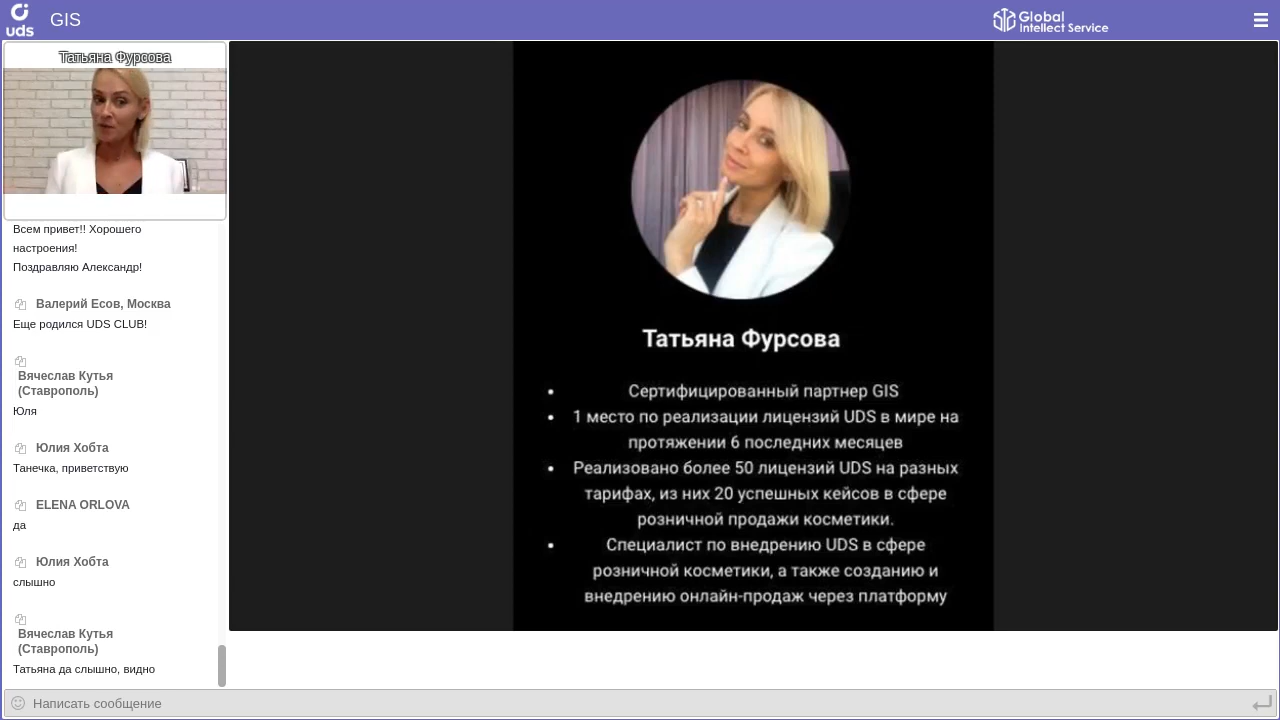 uds
GIS
Global
Intellect Service
Татьяна Фурсова
Всем привет!! Хорошего
настроения!
Поздравляю Александр!
Валерий Есов, Москва
Еще родился UDS CLUB!
Вячеслав Кутья
(Ставрополь)
Юля
Юлия Хобта
Танечка, приветствую
ELENA ORLOVA
да
Юлия Хобта
слышно
Вячеслав Кутья
(Ставрополь)
Татьяна да слышно, видно
Написать сообщение
Татьяна Фурсова
• Сертифицированный партнер GIS
• 1 место по реализации лицензий UDS в мире на
протяжении 6 последних месяцев
• Реализовано более 50 лицензий UDS на разных
тарифах, из них 20 успешных кейсов в сфере
розничной продажи косметики.
• Специалист по внедрению UDS в сфере
розничной косметики, а также созданию и
внедрению онлайн-продаж через платформу